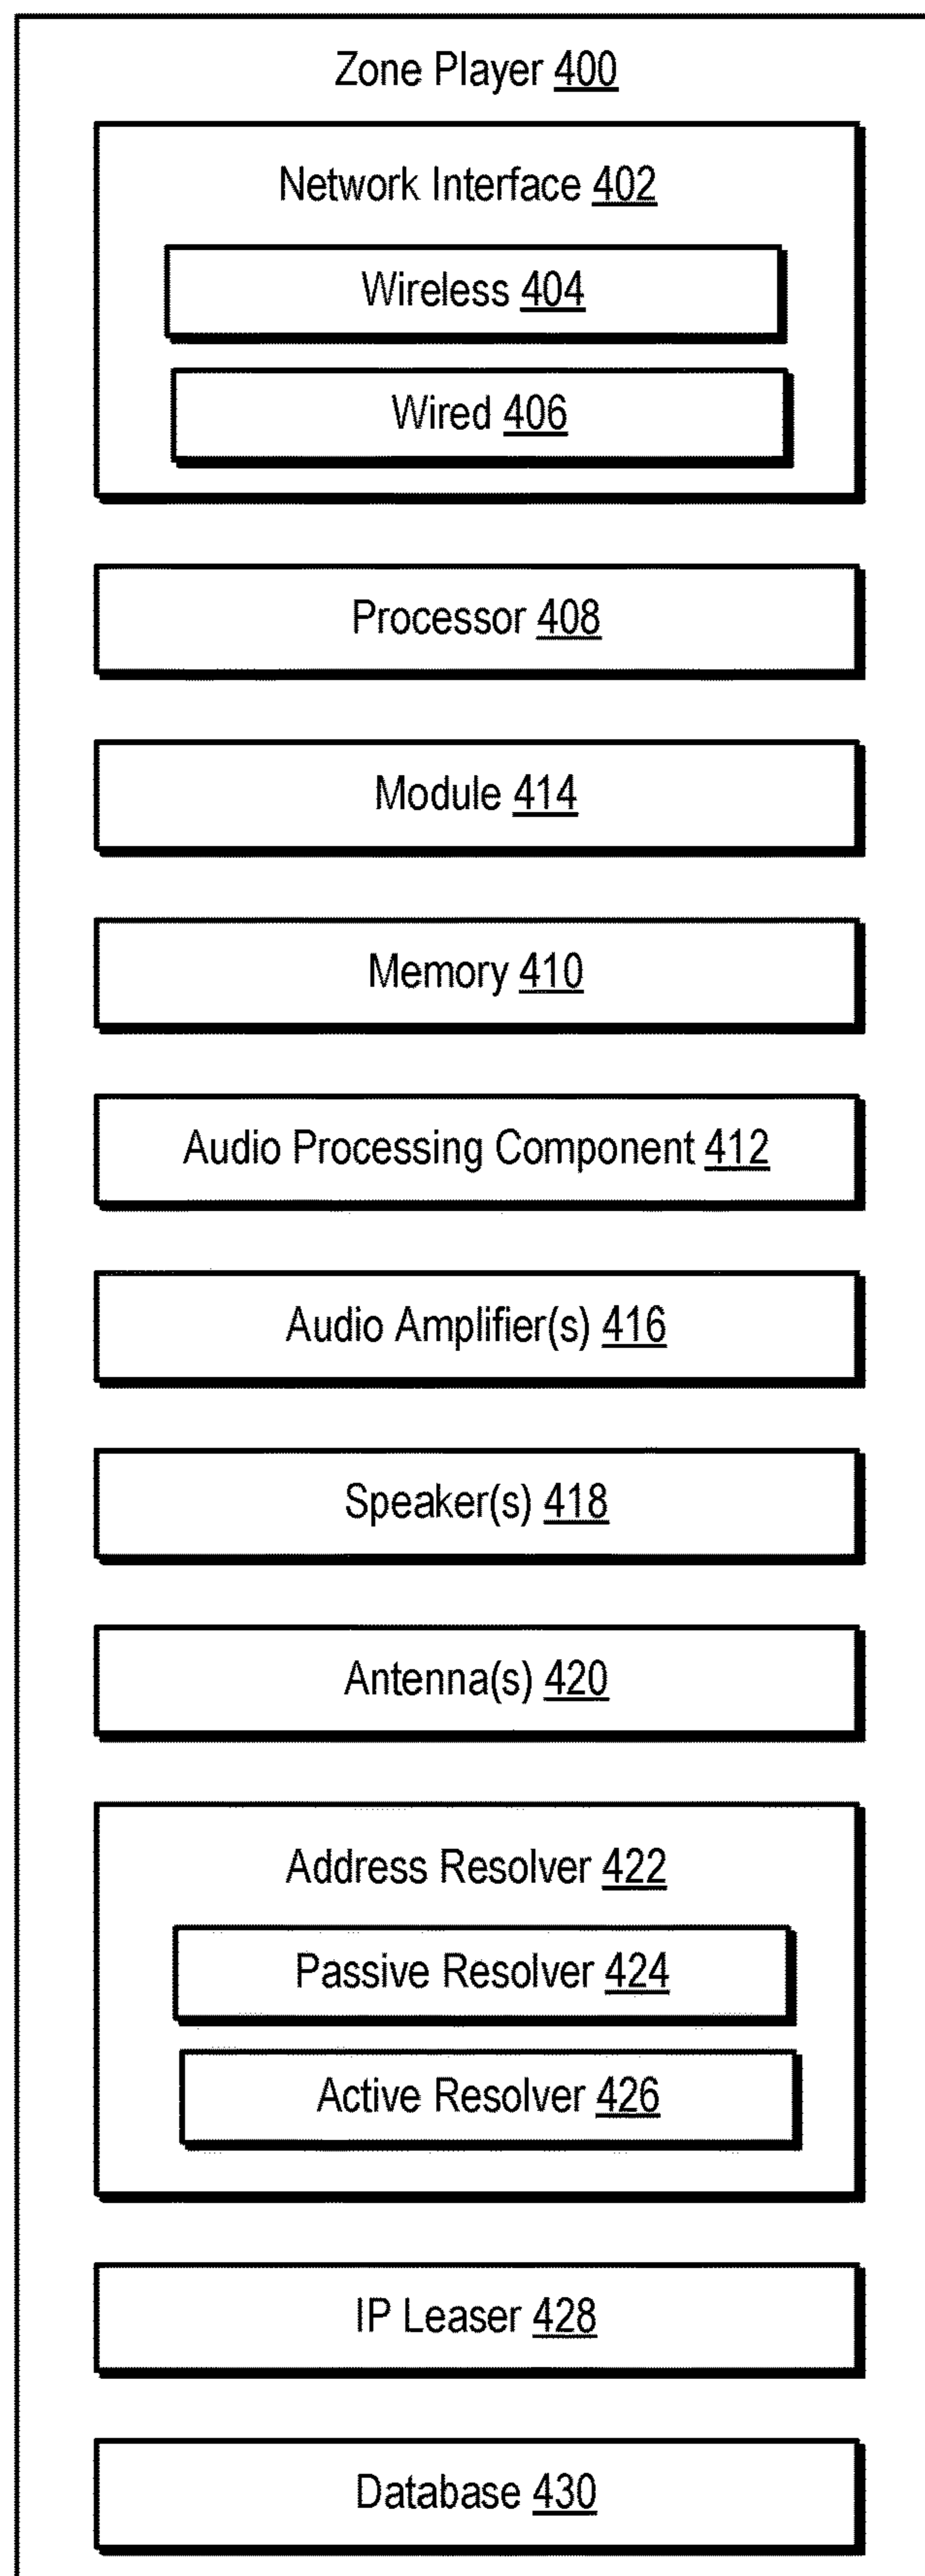 Zone Player 400
Network Interface 402
Wireless 404
Wired 406
Processor 408
Module 414
Memory 410
Audio Processing Component 412
Audio Amplifier(s) 416
Speaker(s) 418
Antenna(s) 420
Address Resolver 422
Passive Resolver 424
Active Resolver 426
IP Leaser 428
Database 430